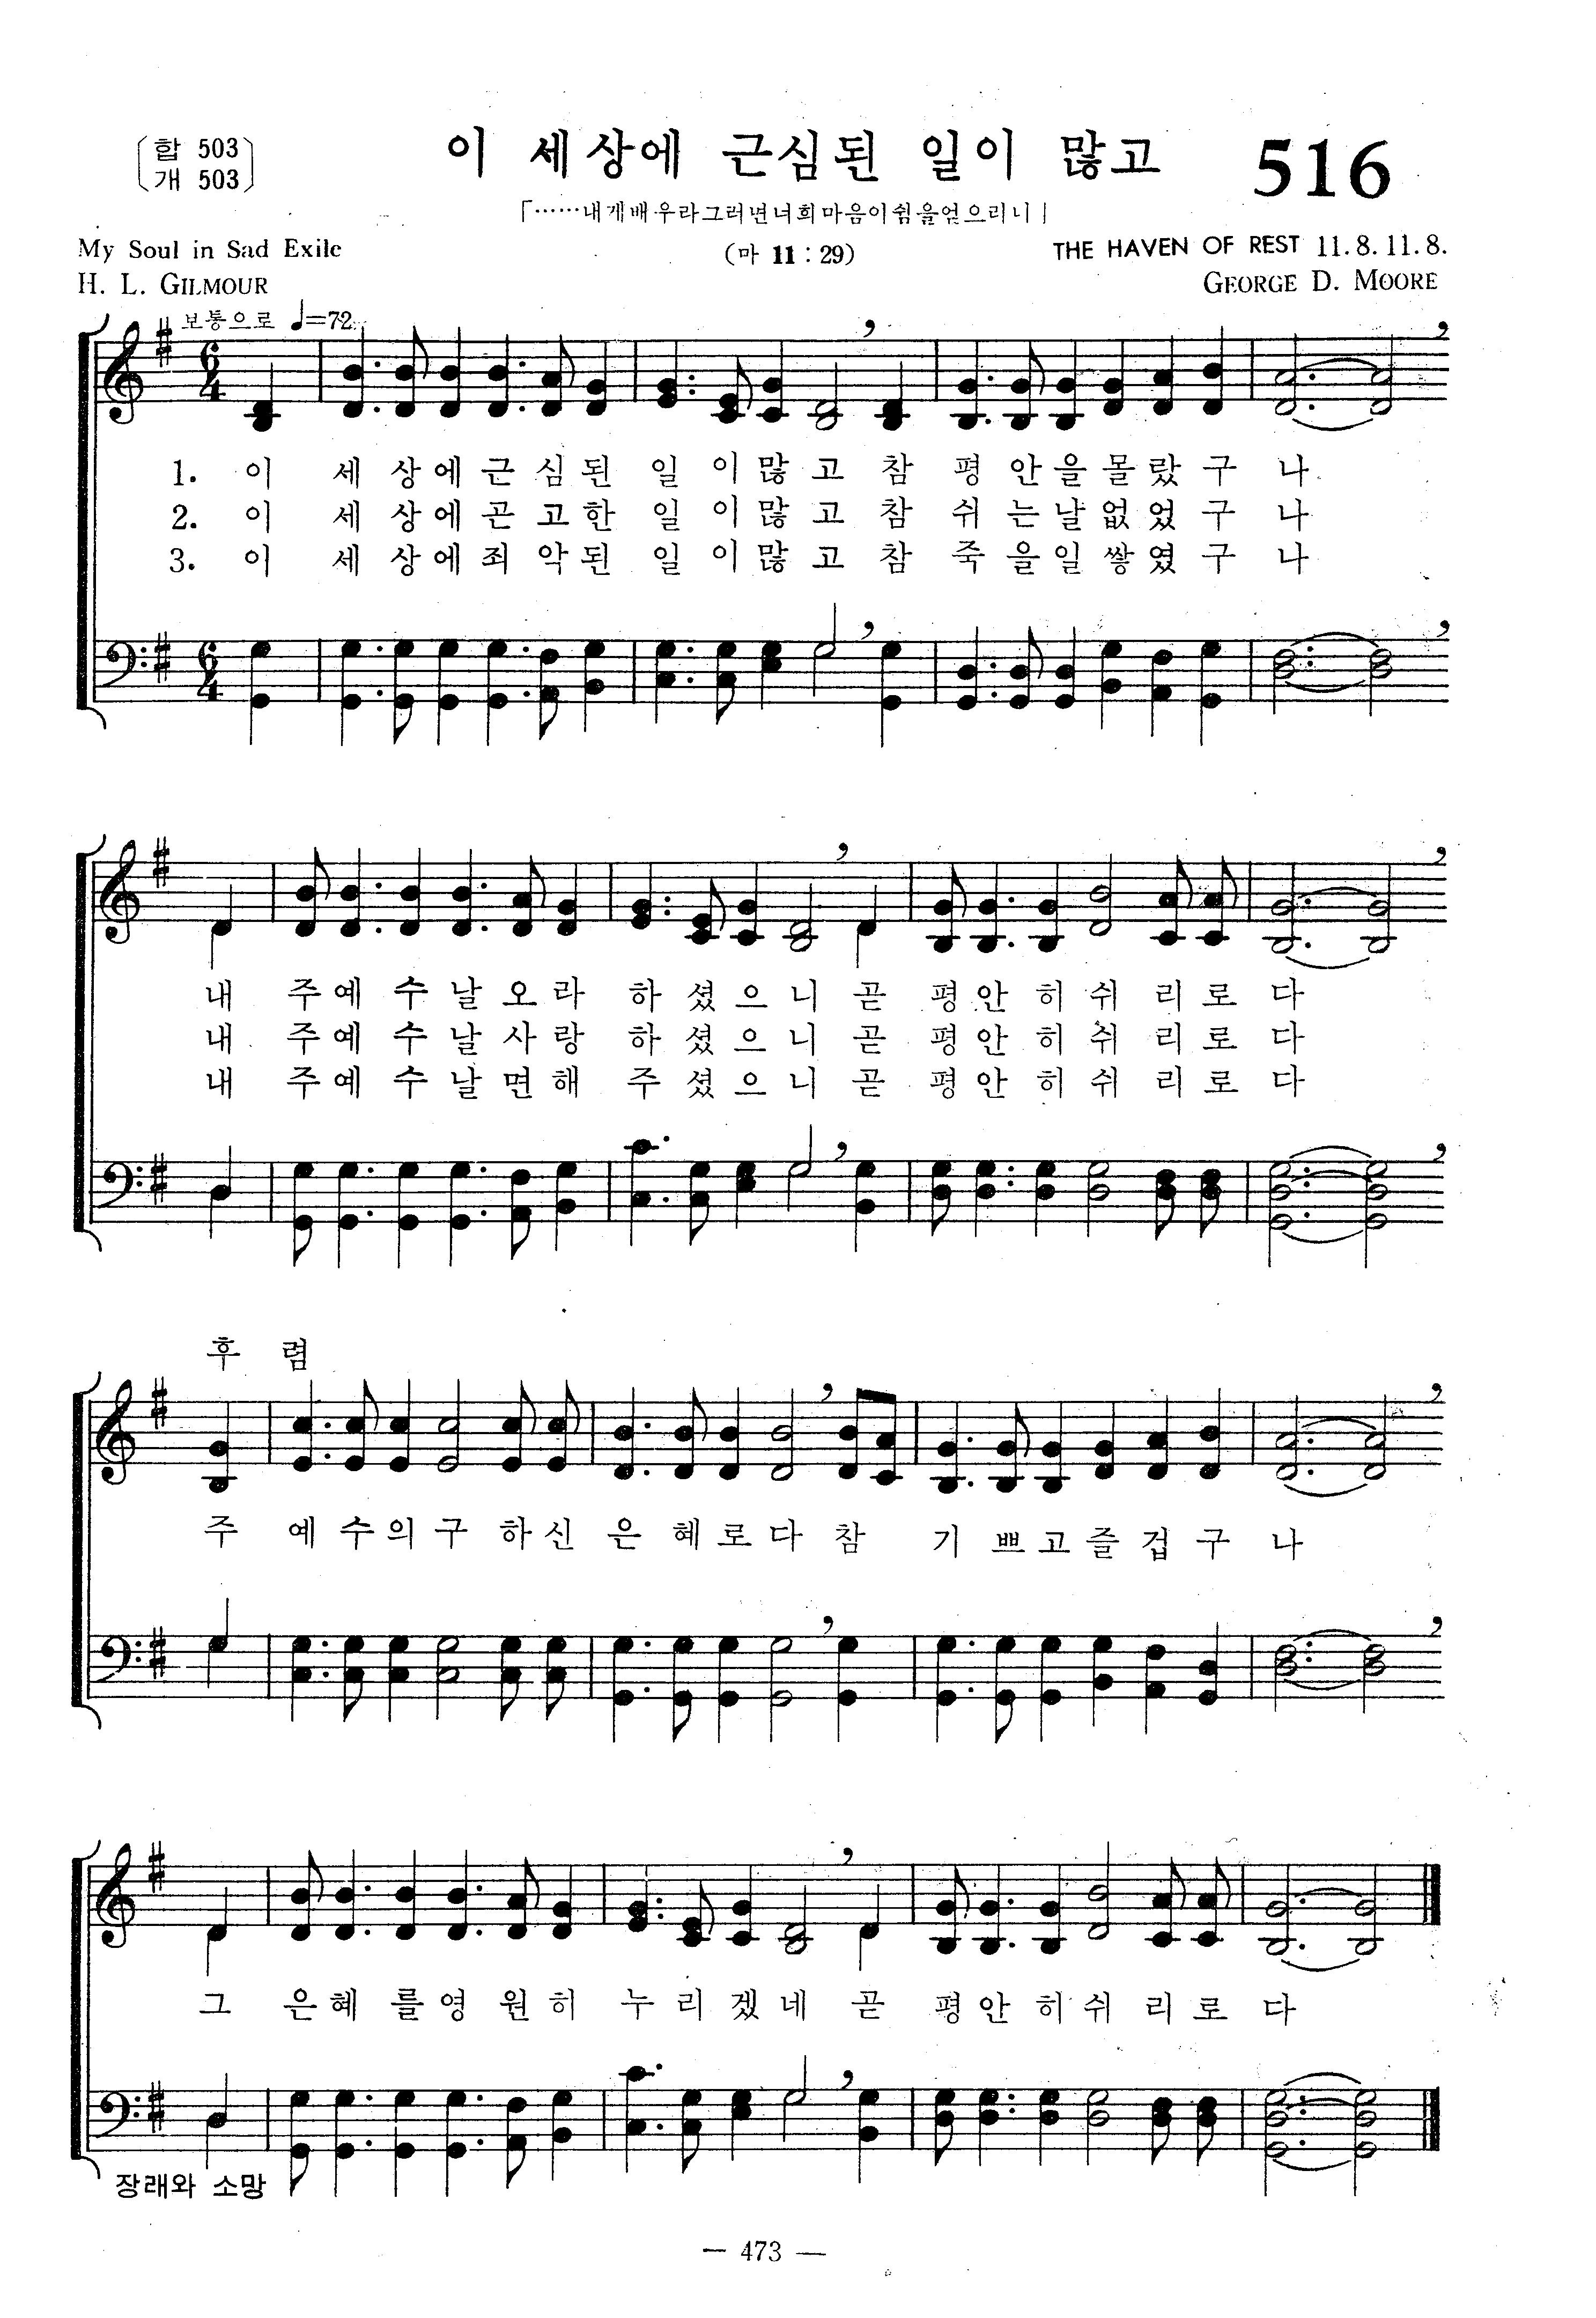 합 503
개 503
이 세상에 근심된 일이 많고 516
「……내게배우라그러면너희마음이쉼을얻으리니」
My Soul in Sad Exile (마 11 : 29) THE HAVEN OF REST 11. 8. 11. 8.
H. L. GILMOUR GEORGE D. MOORE
보통으로 ♩=72
6 4
1. 이 세 상 에 근 심 된 일 이 많 고 참 평 안 을 몰 랐 구 나
2. 이 세 상 에 곤 고 한 일 이 많 고 참 쉬 는 날 없 었 구 나
3. 이 세 상 에 죄 악 된 일 이 많 고 참 죽 을 일 쌓 였 구 나
6 4
내 주 예 수 날 오 라 하 셨 으 니 곧 평 안 히 쉬 리 로 다
내 주 예 수 날 사 랑 하 셨 으 니 곧 평 안 히 쉬 리 로 다
내 주 예 수 날 면 해 주 셨 으 니 곧 평 안 히 쉬 리 로 다
후 렴
주 예 수 의 구 하 신 은 혜 로 다 참 기 쁘 고 즐 겁 구 나
그 은 혜 를 영 원 히 누 리 겠 네 곧 평 안 히 쉬 리 로 다
장래와 소망
— 473 —